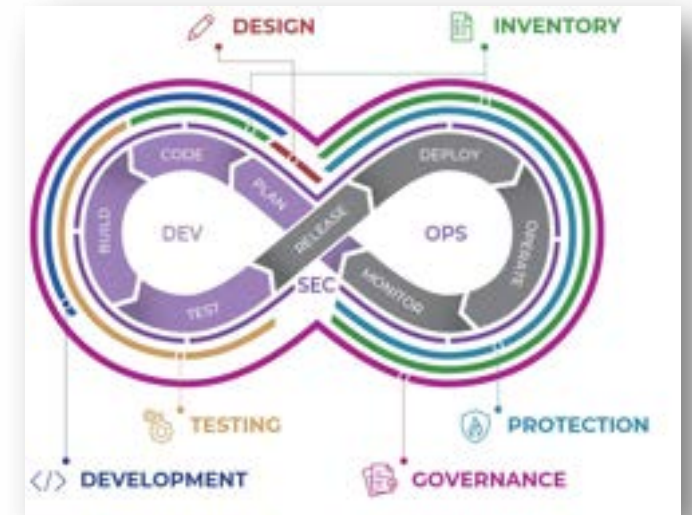 DESIGN
INVENTORY
CODE
DEPLOY
PLAN
BUILD
DEV
RELEASE
OPS
OPERATE
SEC
MONITOR
TEST
TESTING
PROTECTION
</> DEVELOPMENT
GOVERNANCE